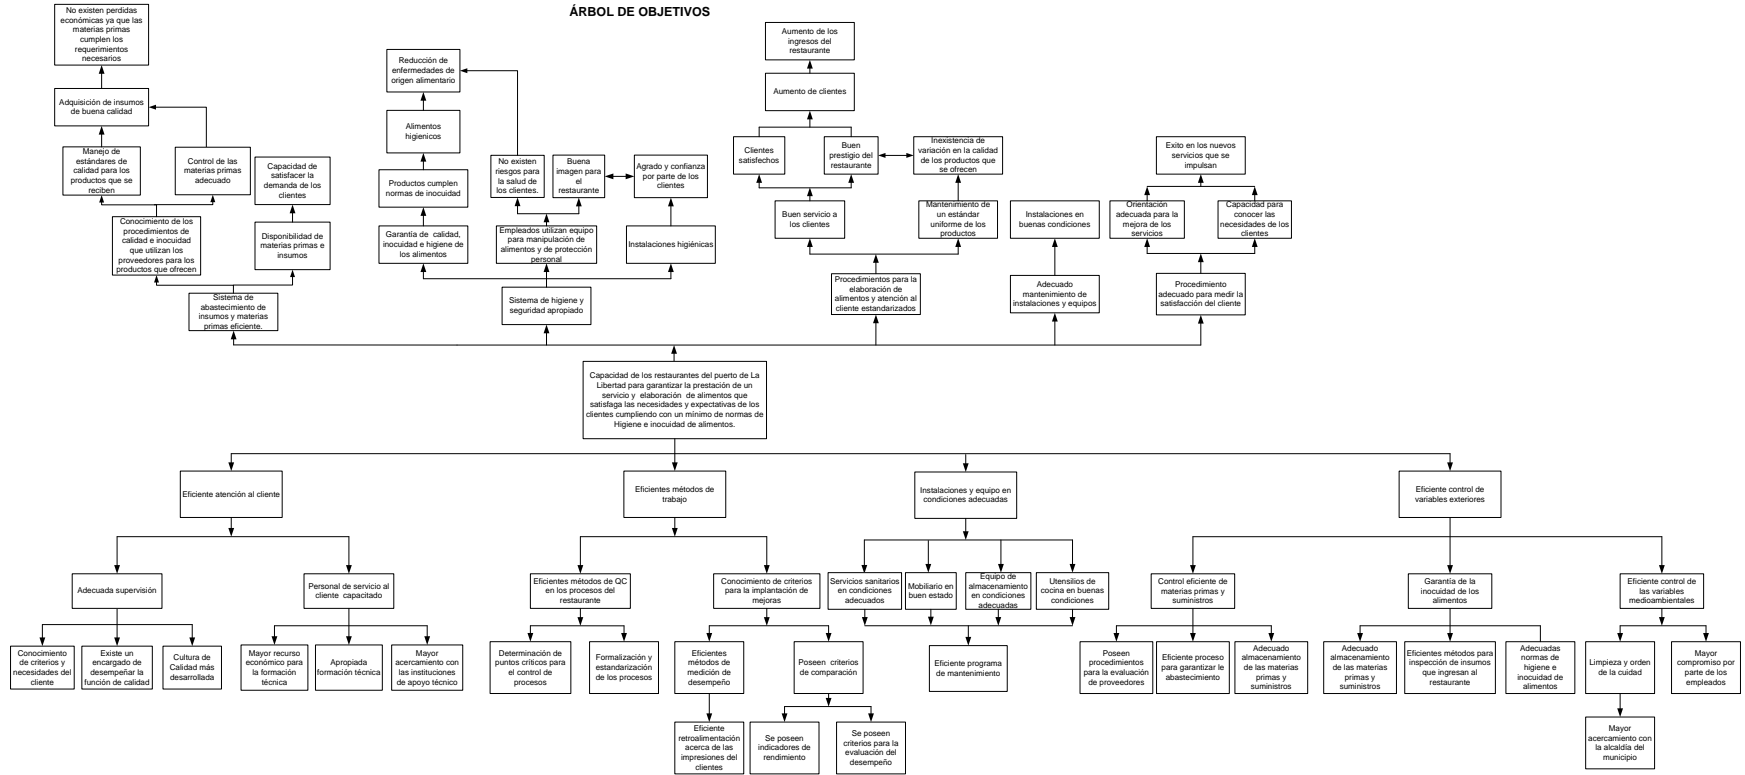 ÁRBOL DE OBJETIVOS
No existen perdidas
económicas ya que las
materias primas
cumplen los
requerimientos
necesarios
Adquisición de insumos
de buena calidad
Manejo de
estándares de
calidad para los
productos que se
reciben
Control de las
materias primas
adecuado
Capacidad de
satisfacer la
demanda de los
clientes
Conocimiento de los
procedimientos de
calidad e inocuidad
que utilizan los
proveedores para los
productos que ofrecen
Disponibilidad de
materias primas e
insumos
Sistema de
abastecimiento de
insumos y materias
primas eficiente.
Reducción de
enfermedades de
origen alimentario
Alimentos
higienicos
Productos cumplen
normas de inocuidad
No existen
riesgos para
la salud de
los clientes.
Buena
imagen para
el
restaurante
Agrado y confianza
por parte de los
clientes
Garantía de  calidad,
inocuidad e higiene de
los alimentos
Empleados utilizan equipo
para manipulación de
alimentos y de protección
personal
Instalaciones higiénicas
Sistema de higiene y
seguridad apropiado
Aumento de los
ingresos del
restaurante
Aumento de clientes
Clientes
satisfechos
Buen
prestigio del
restaurante
Inexistencia de
variación en la calidad
de los productos que
se ofrecen
Buen servicio a
los clientes
Mantenimiento de
un estándar
uniforme de los
productos
Procedimientos para la
elaboración de
alimentos y atención al
cliente estandarizados
Instalaciones en
buenas condiciones
Adecuado
mantenimiento de
instalaciones y equipos
Exito en los nuevos
servicios que se
impulsan
Orientación
adecuada para la
mejora de los
servicios
Capacidad para
conocer las
necesidades de los
clientes
Procedimiento
adecuado para medir la
satisfacción del cliente
Capacidad de los restaurantes del puerto de La
Libertad para garantizar la prestación de un
servicio y  elaboración  de alimentos que
satisfaga las necesidades y expectativas de los
clientes cumpliendo con un mínimo de normas de
Higiene e inocuidad de alimentos.
Eficiente atención al cliente
Eficientes métodos de
trabajo
Instalaciones y equipo en
condiciones adecuadas
Eficiente control de
variables exteriores
Adecuada supervisión
Personal de servicio al
cliente  capacitado
Eficientes métodos de QC
en los procesos del
restaurante
Conocimiento de criterios
para la implantación de
mejoras
Servicios sanitarios
en condiciones
adecuados
Mobiliario en
buen estado
Equipo de
almacenamiento
en condiciones
adecuadas
Utensilios de
cocina en buenas
condiciones
Control eficiente de
materias primas y
suministros
Garantía de la
inocuidad de los
alimentos
Eficiente control de
las variables
medioambientales
Conocimiento
de criterios y
necesidades del
cliente
Existe un
encargado de
desempeñar la
función de calidad
Cultura de
Calidad más
desarrollada
Mayor recurso
económico para
la formación
técnica
Apropiada
formación técnica
Mayor
acercamiento con
las instituciones
de apoyo técnico
Determinación de
puntos críticos para
el control de
procesos
Formalización y
estandarización
de los procesos
Eficientes
métodos de
medición de
desempeño
Poseen  criterios
de comparación
Eficiente programa
de mantenimiento
Poseen
procedimientos
para la evaluación
de proveedores
Eficiente proceso
para garantizar le
abastecimiento
Adecuado
almacenamiento
de las materias
primas y
suministros
Adecuado
almacenamiento
de las materias
primas y
suministros
Eficientes métodos para
inspección de insumos
que ingresan al
restaurante
Adecuadas
normas de
higiene e
inocuidad de
alimentos
Limpieza y orden
de la cuidad
Mayor
compromiso por
parte de los
empleados
Eficiente
retroalimentación
acerca de las
impresiones del
clientes
Se poseen
indicadores de
rendimiento
Se poseen
criterios para la
evaluación del
desempeño
Mayor
acercamiento con
la alcaldía del
municipio